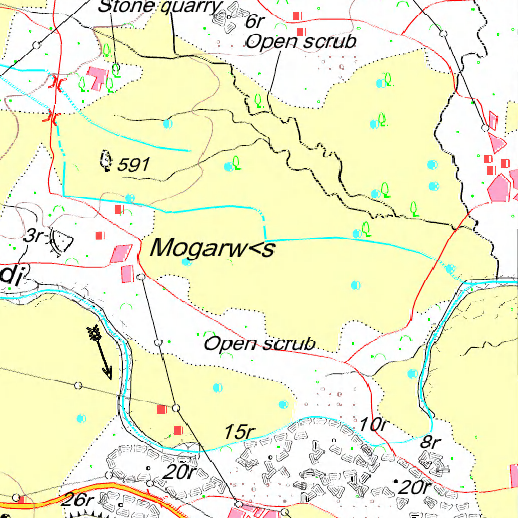 Stone quarry
6r
Open scrub
591
3r
Mogarw<s
di
Open scrub
10r
15r
8r
20r
20r
26r